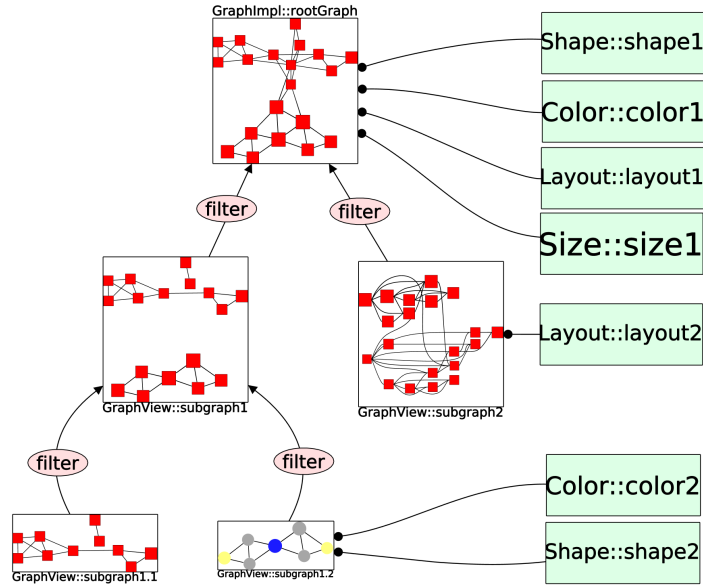 GraphImpl::rootGraph
Shape::shape1
Color::color1
Layout::layout1
Size::size1
filter
filter
GraphView::subgraph1
GraphView::subgraph2
Layout::layout2
filter
filter
GraphView::subgraph1.1
GraphView::subgraph1.2
Color::color2
Shape::shape2